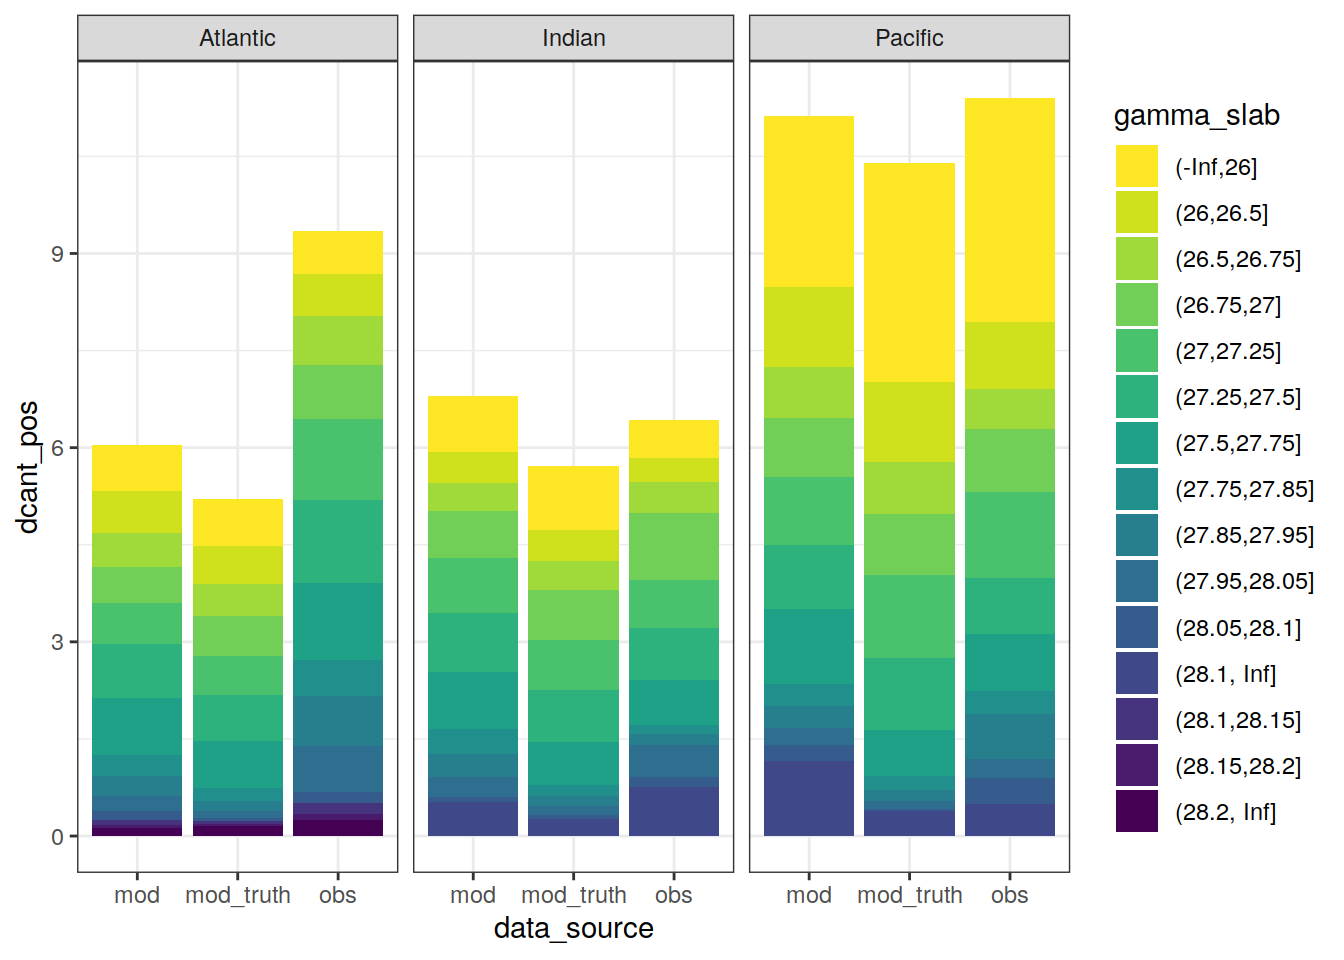 Atlantic
Indian
Pacific
dcant_pos
9
6
3
0
mod
mod_truth
obs
mod
mod_truth
obs
mod
mod_truth
obs
data_source
gamma_slab
(-Inf,26]
(26,26.5]
(26.5,26.75]
(26.75,27]
(27,27.25]
(27.25,27.5]
(27.5,27.75]
(27.75,27.85]
(27.85,27.95]
(27.95,28.05]
(28.05,28.1]
(28.1, Inf]
(28.1,28.15]
(28.15,28.2]
(28.2, Inf]